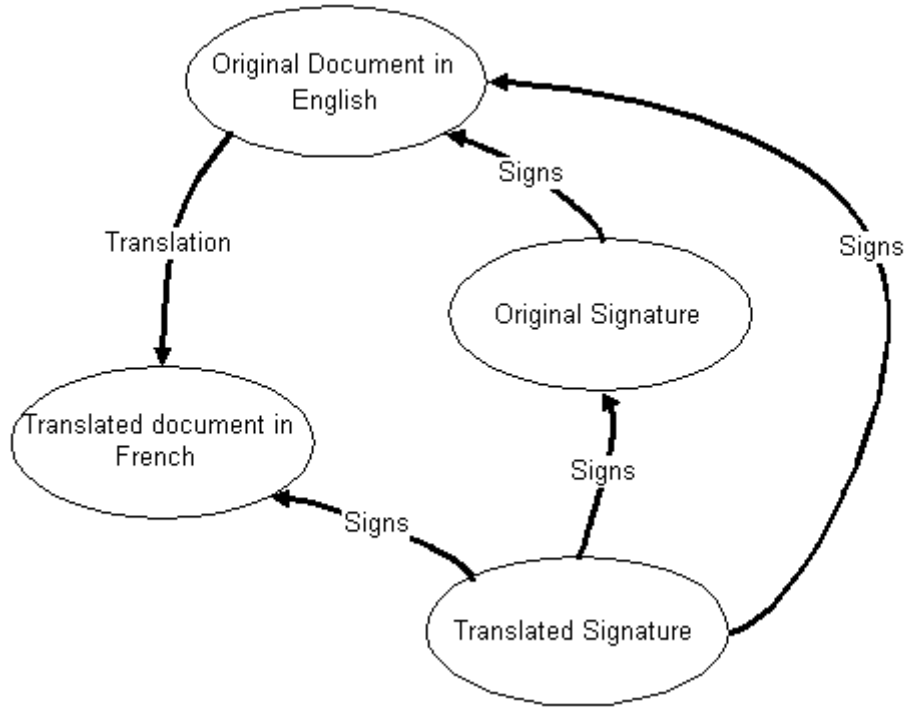 Original Document in
English
Signs
Translation
Signs
Original Signature
Translated document in
French
Signs
Signs
Translated Signature